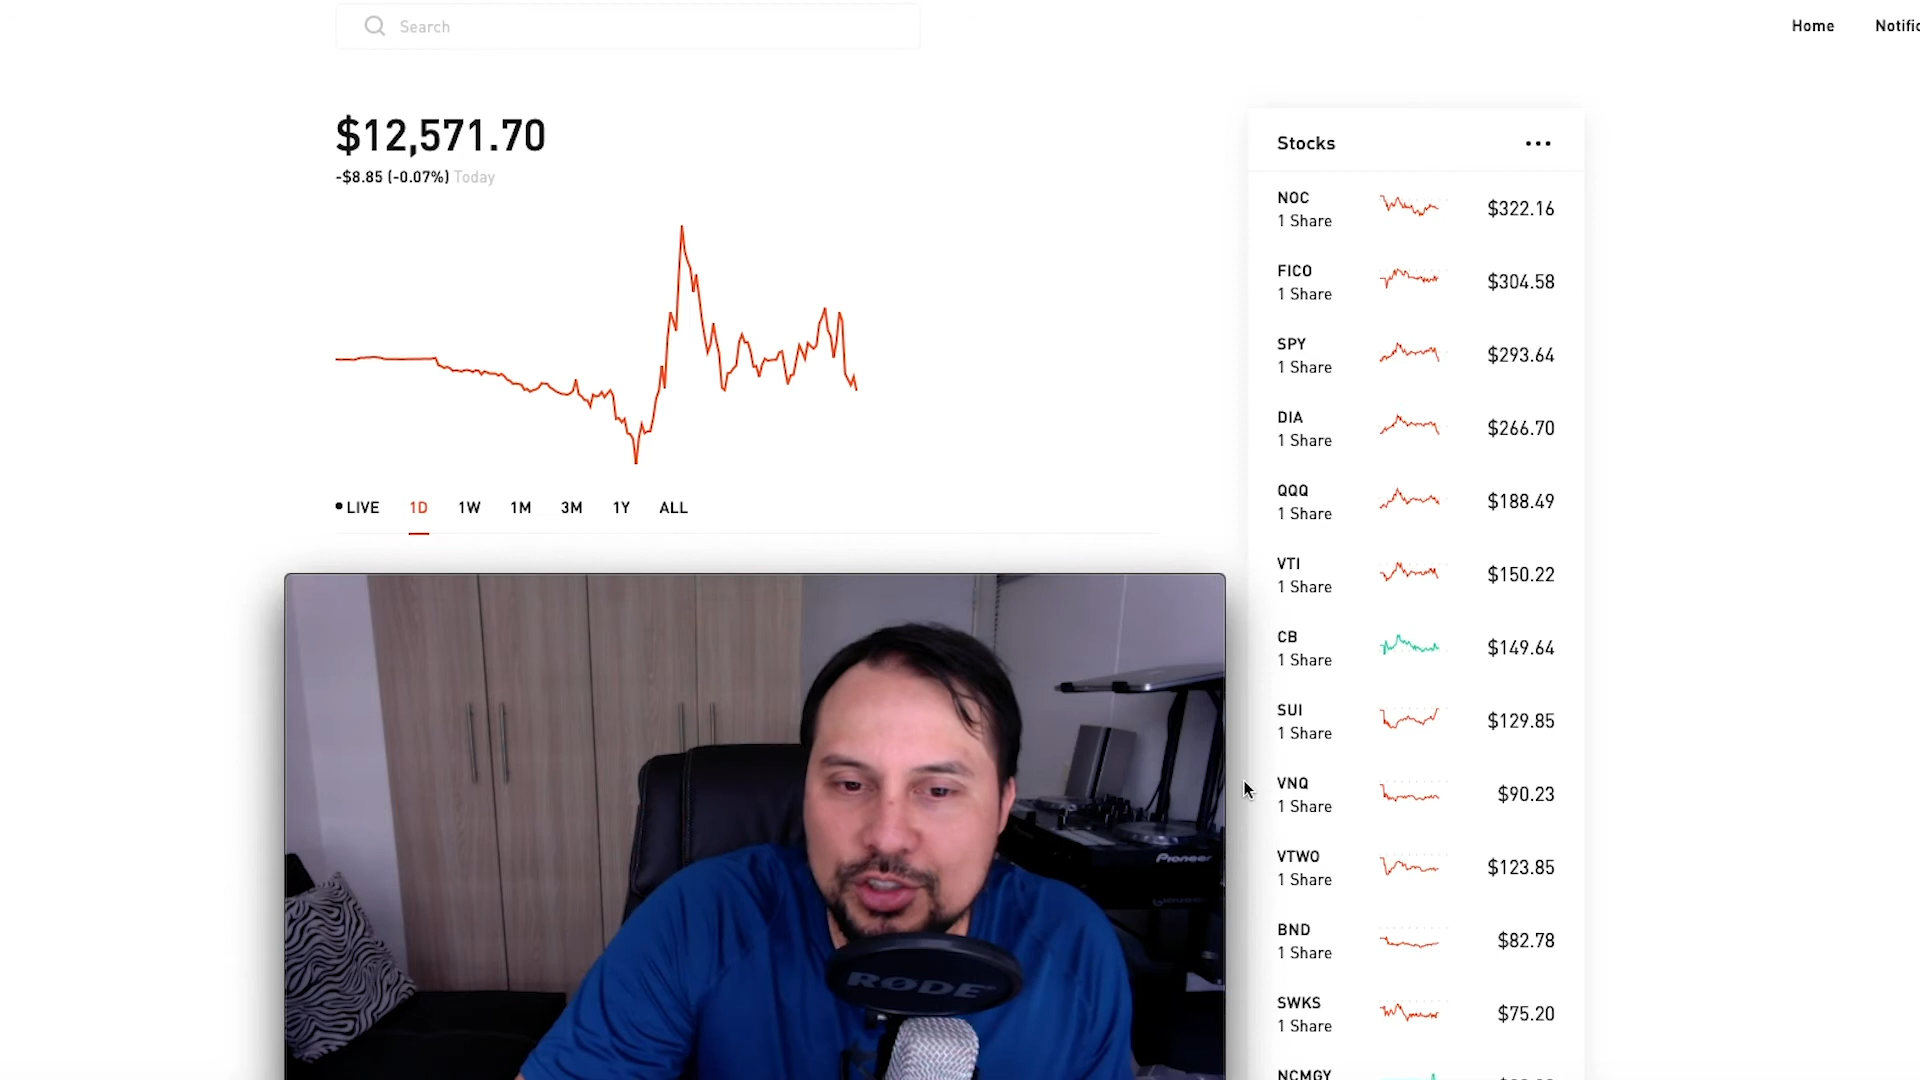 Search
Home
Notific
$12,571.70
-$8.85 (-0.07%) Today
LIVE 1D 1W 1M 3M 1Y ALL
Stocks
NOC
1 Share
$322.16
FICO
1 Share
$304.58
SPY
1 Share
$293.64
DIA
1 Share
$266.70
QQQ
1 Share
$188.49
VTI
1 Share
$150.22
CB
1 Share
$149.64
SUI
1 Share
$129.85
VNQ
1 Share
$90.23
VTWO
1 Share
$123.85
BND
1 Share
$82.78
SWKS
1 Share
$75.20
NCMGY
Pioneer
RØDE